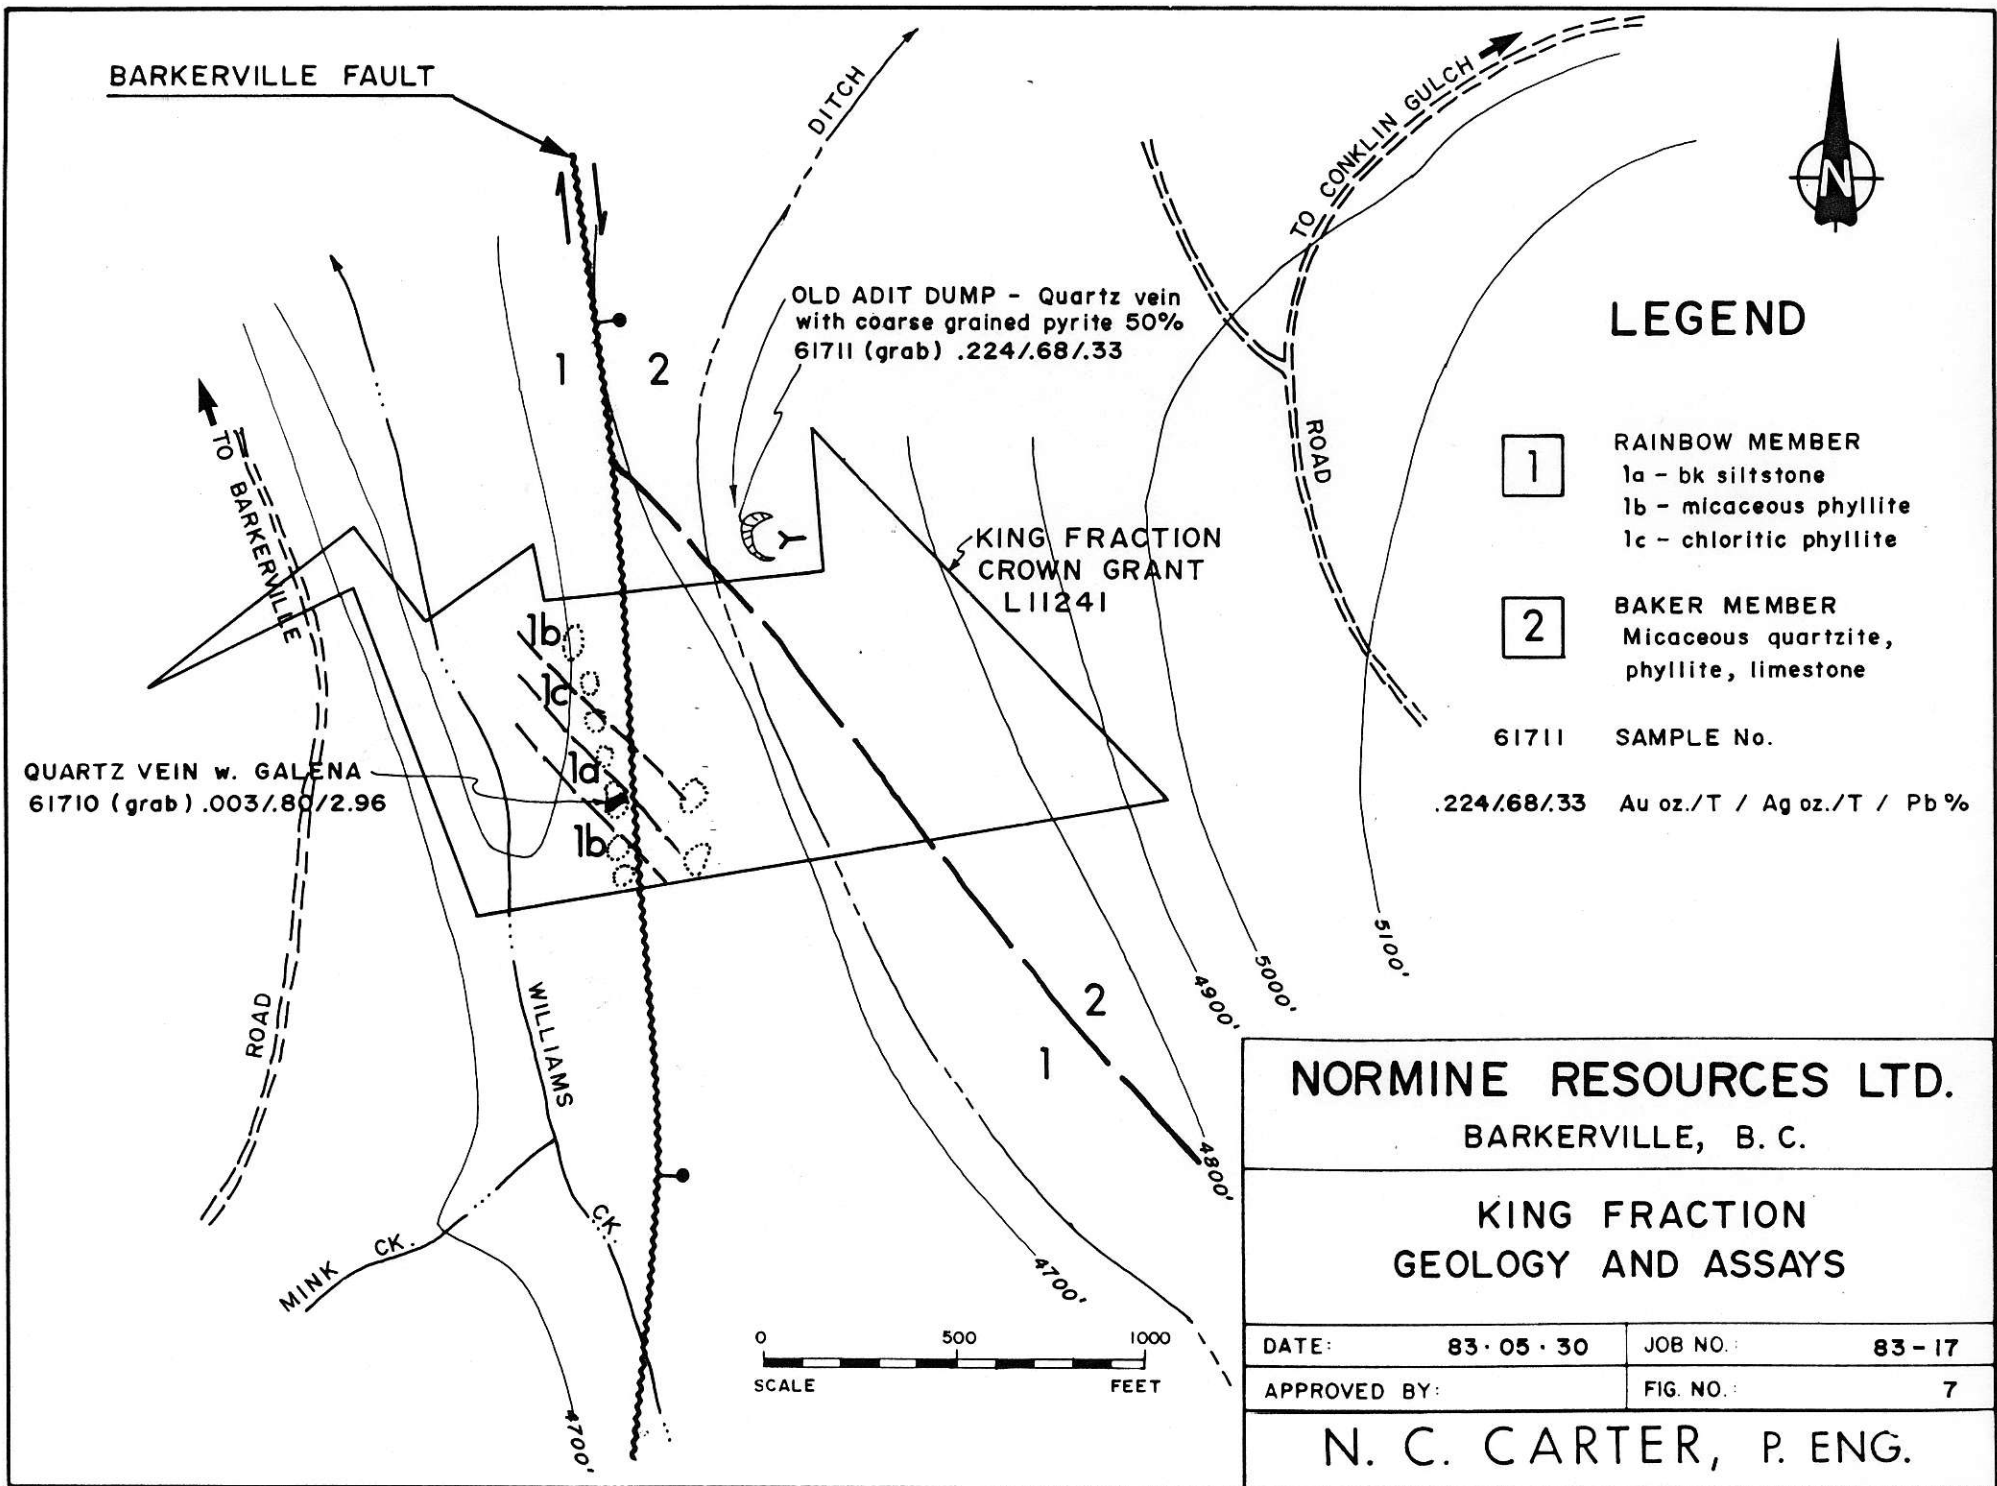 BARKERVILLE FAULT
DITCH
TO CONKLIN GULCH
N
OLD ADIT DUMP - Quartz vein
with coarse grained pyrite 50%
61711 (grab) .224/.68/.33
1
2
TO BARKERVILLE
ROAD
KING FRACTION
CROWN GRANT
L11241
1b
1c
1a
1b
QUARTZ VEIN w. GALENA
61710 (grab) .003/.80/2.96
LEGEND
1
RAINBOW MEMBER
1a - bk siltstone
1b - micaceous phyllite
1c - chloritic phyllite
2
BAKER MEMBER
Micaceous quartzite,
phyllite, limestone
61711 SAMPLE No.
.224/.68/.33 Au oz./T / Ag oz./T / Pb %
5100'
5000'
4900'
4800'
4700'
4700'
2
1
ROAD
WILLIAMS
CK.
MINK CK.
0 500 1000
SCALE FEET
NORMINE RESOURCES LTD.
BARKERVILLE, B. C.
KING FRACTION
GEOLOGY AND ASSAYS
DATE: 83·05·30 JOB NO.: 83-17
APPROVED BY: FIG. NO.: 7
N. C. CARTER, P. ENG.